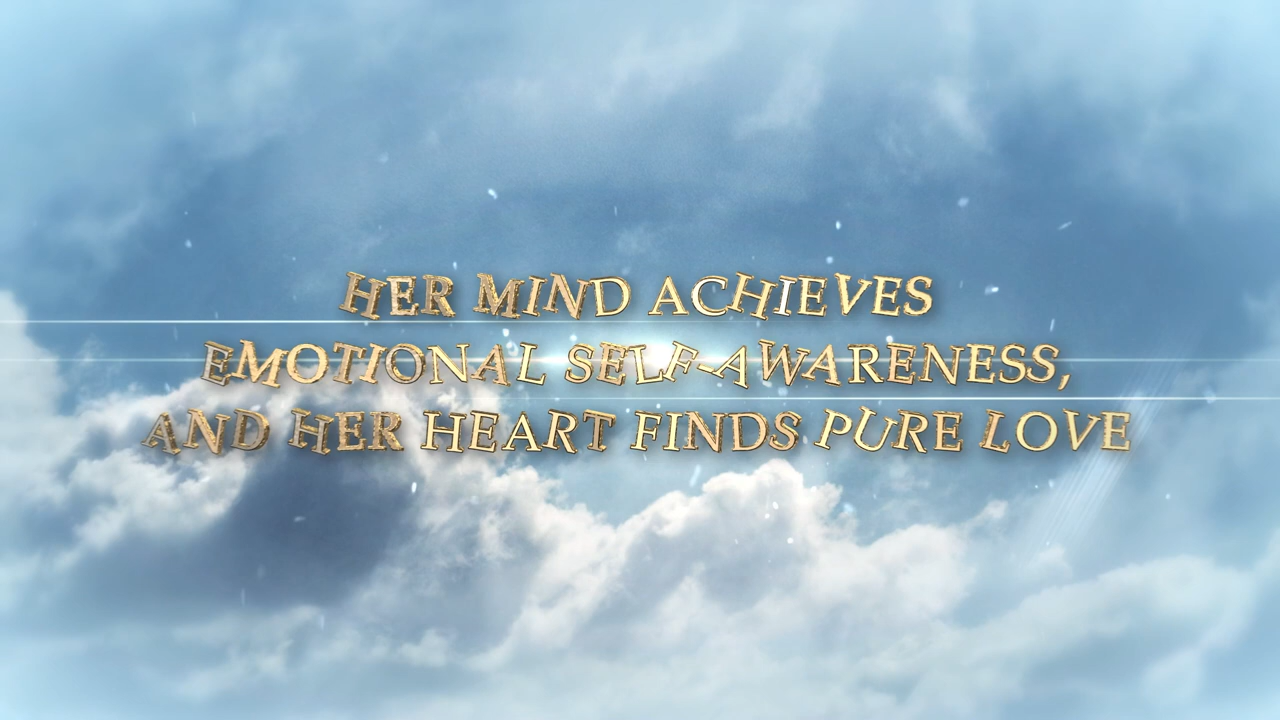 HER MIND ACHIEVES
EMOTIONAL SELF-AWARENESS,
AND HER HEART FINDS PURE LOVE